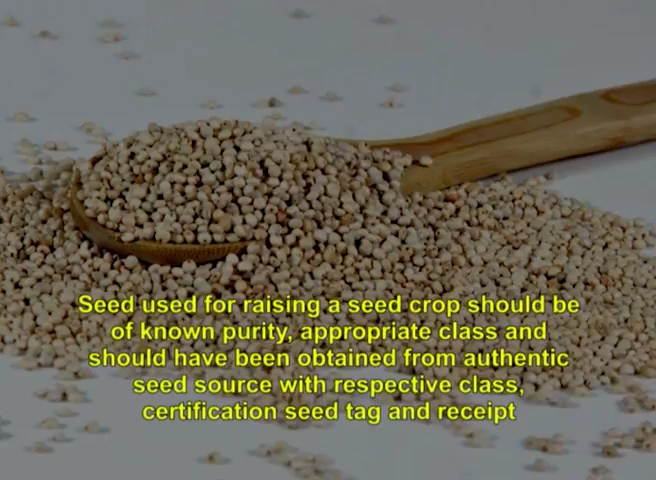 Seed used for raising a seed crop should be
of known purity, appropriate class and
should have been obtained from authentic
seed source with respective class,
certification seed tag and receipt